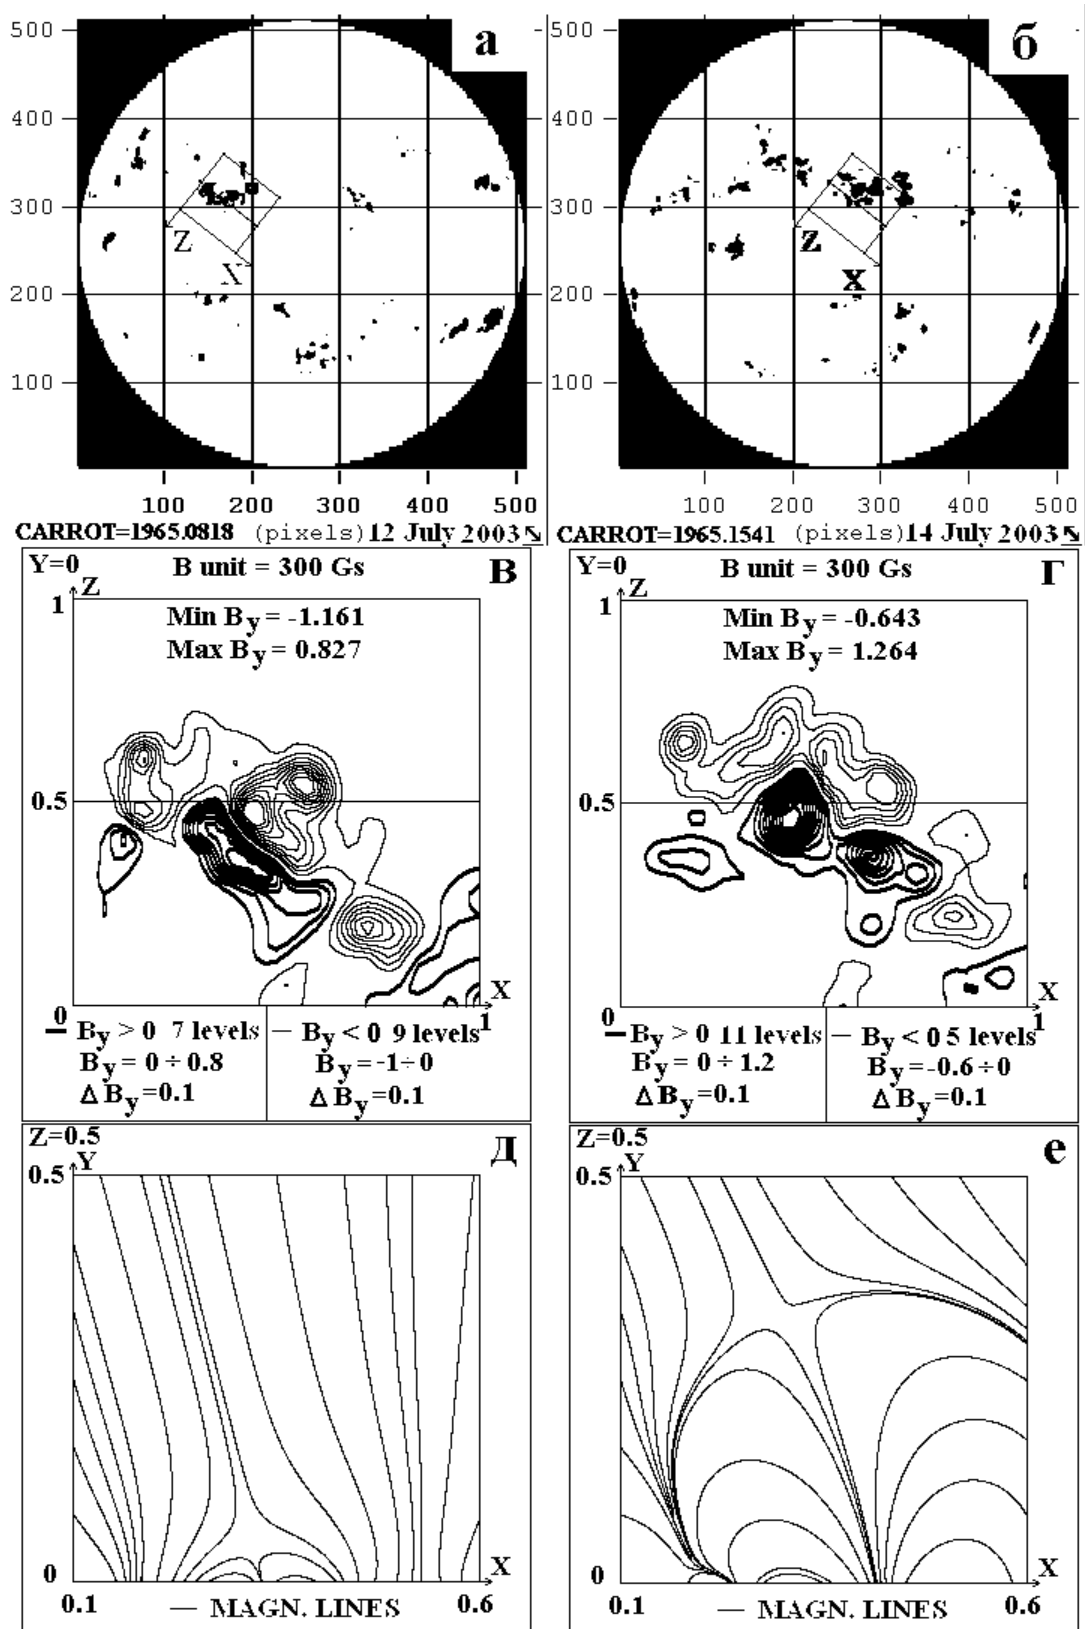 500
400
300
200
100
а
Z
X
100 200 300 400 500
CARROT=1965.0818 (pixels) 12 July 2003
500
400
300
200
100
б
Z
X
100 200 300 400 500
CARROT=1965.1541 (pixels) 14 July 2003
Y=0
B unit = 300 Gs
в
Z
1
Min By = -1.161
Max By = 0.827
0.5
X
0
1
By > 0 7 levels
By = 0 ÷ 0.8
Δ By =0.1
By < 0 9 levels
By = -1÷0
Δ By =0.1
Y=0
B unit = 300 Gs
г
Z
1
Min By = -0.643
Max By = 1.264
0.5
X
0
1
By > 0 11 levels
By = 0 ÷ 1.2
ΔBy =0.1
By < 0 5 levels
By = -0.6 ÷0
Δ By =0.1
Z=0.5
Y
д
0.5
0
X
0.1
0.6
— MAGN. LINES
Z=0.5
Y
е
0.5
0
X
0.1
0.6
— MAGN. LINES